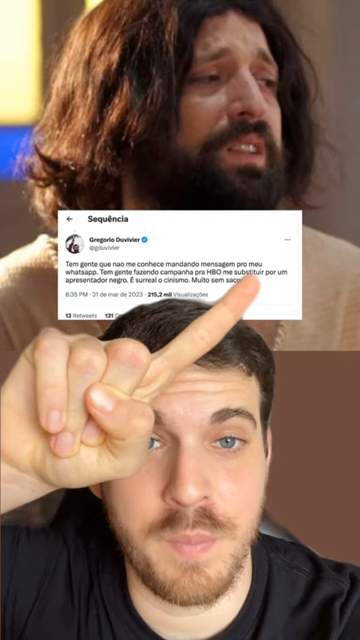 Sequência
Gregorio Duvivier
@gduvivier
Tem gente que nao me conhece mandando mensagem pro meu
whatsapp. Tem gente fazendo campanha pra HBO me substituir por um
apresentador negro. É surreal o cinismo. Muito sem
8:35 PM · 31 de mar de 2023 · 215,2 mil Visualizações
13 Retweets